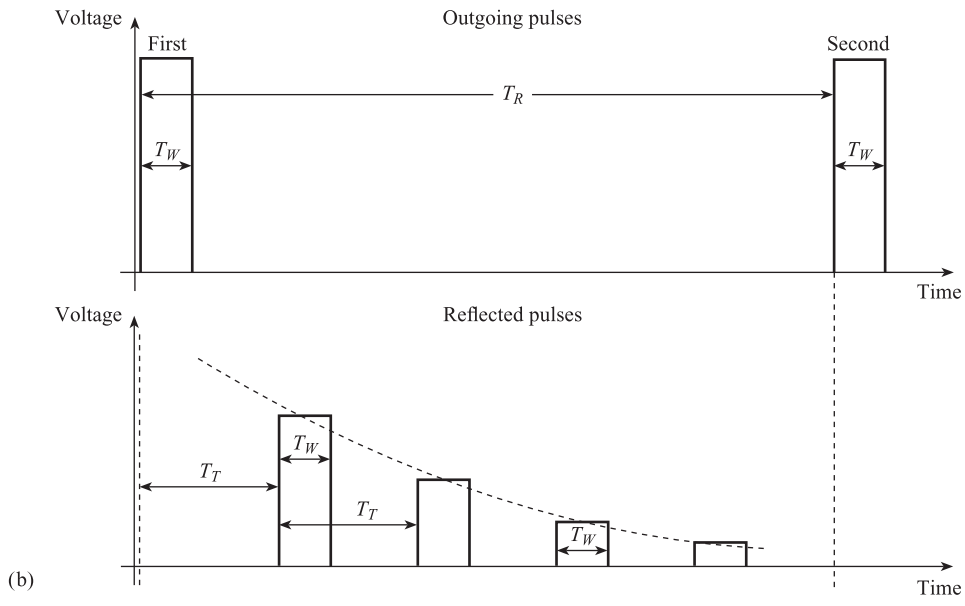 Voltage
Outgoing pulses
First
Second
T_R
T_W
T_W
Time
Voltage
Reflected pulses
T_W
T_T
T_T
T_W
(b)
Time